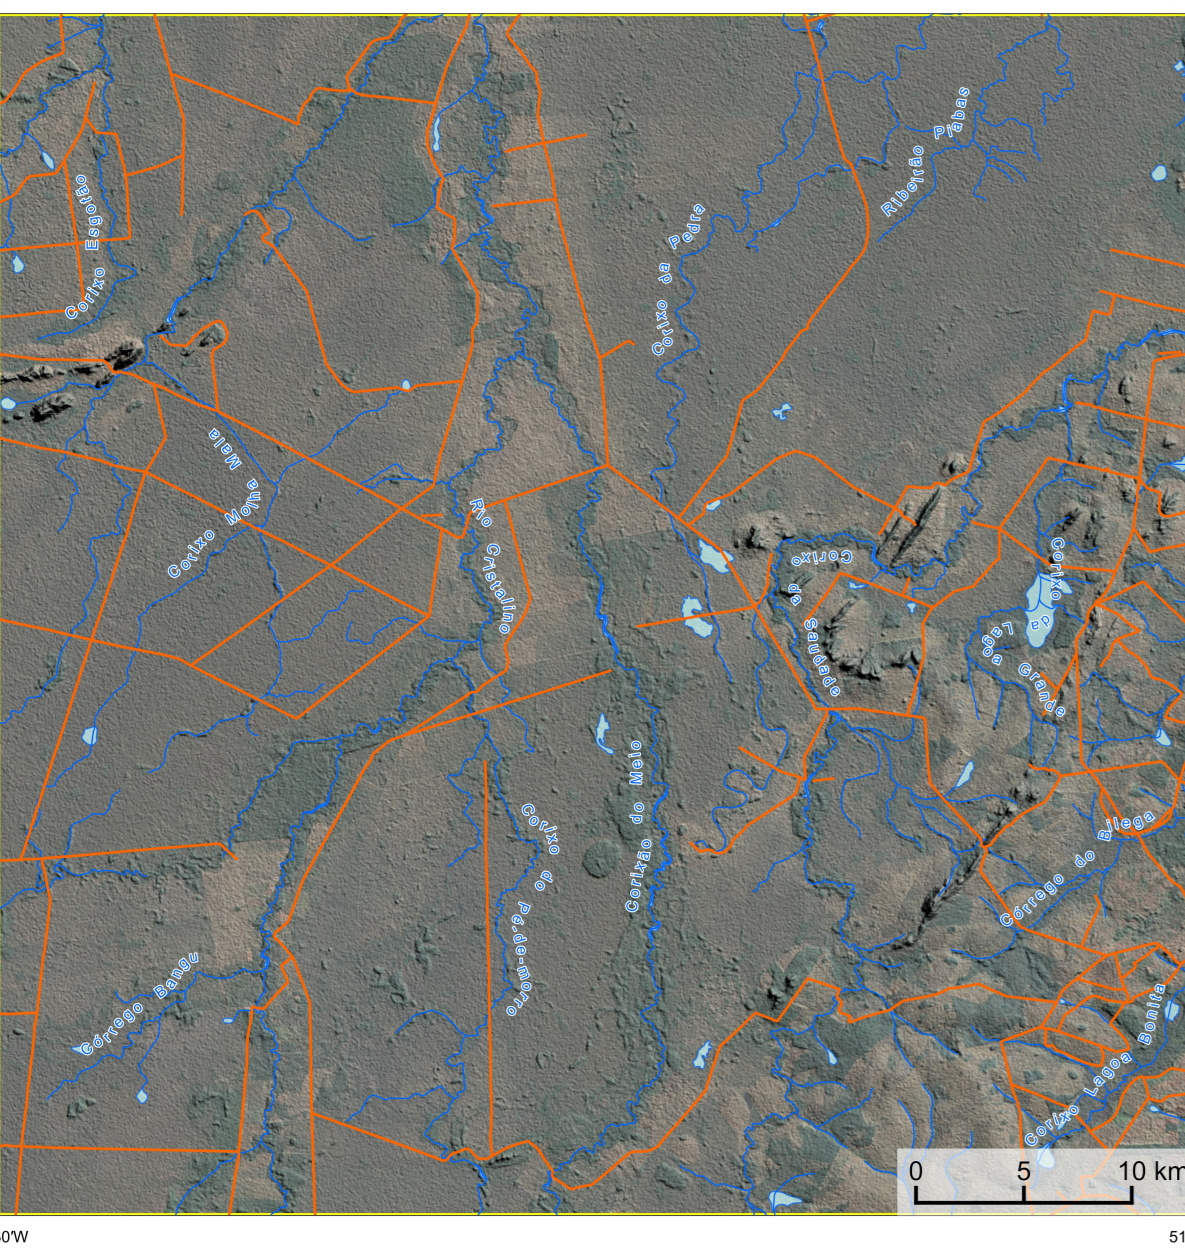 Ribeirão Piabas
Corixo Esgotão
Corixo da Pedra
Corixo Molha Mala
Rio Cristalino
Corixo da Saudade
Corixo da Lagoa Grande
Corixão do Meio
Corixo do Pé-de-morro
Córrego do Bilega
Córrego Bangu
Corixo Lagoa Bonita
0 5 10 km
0'W
51